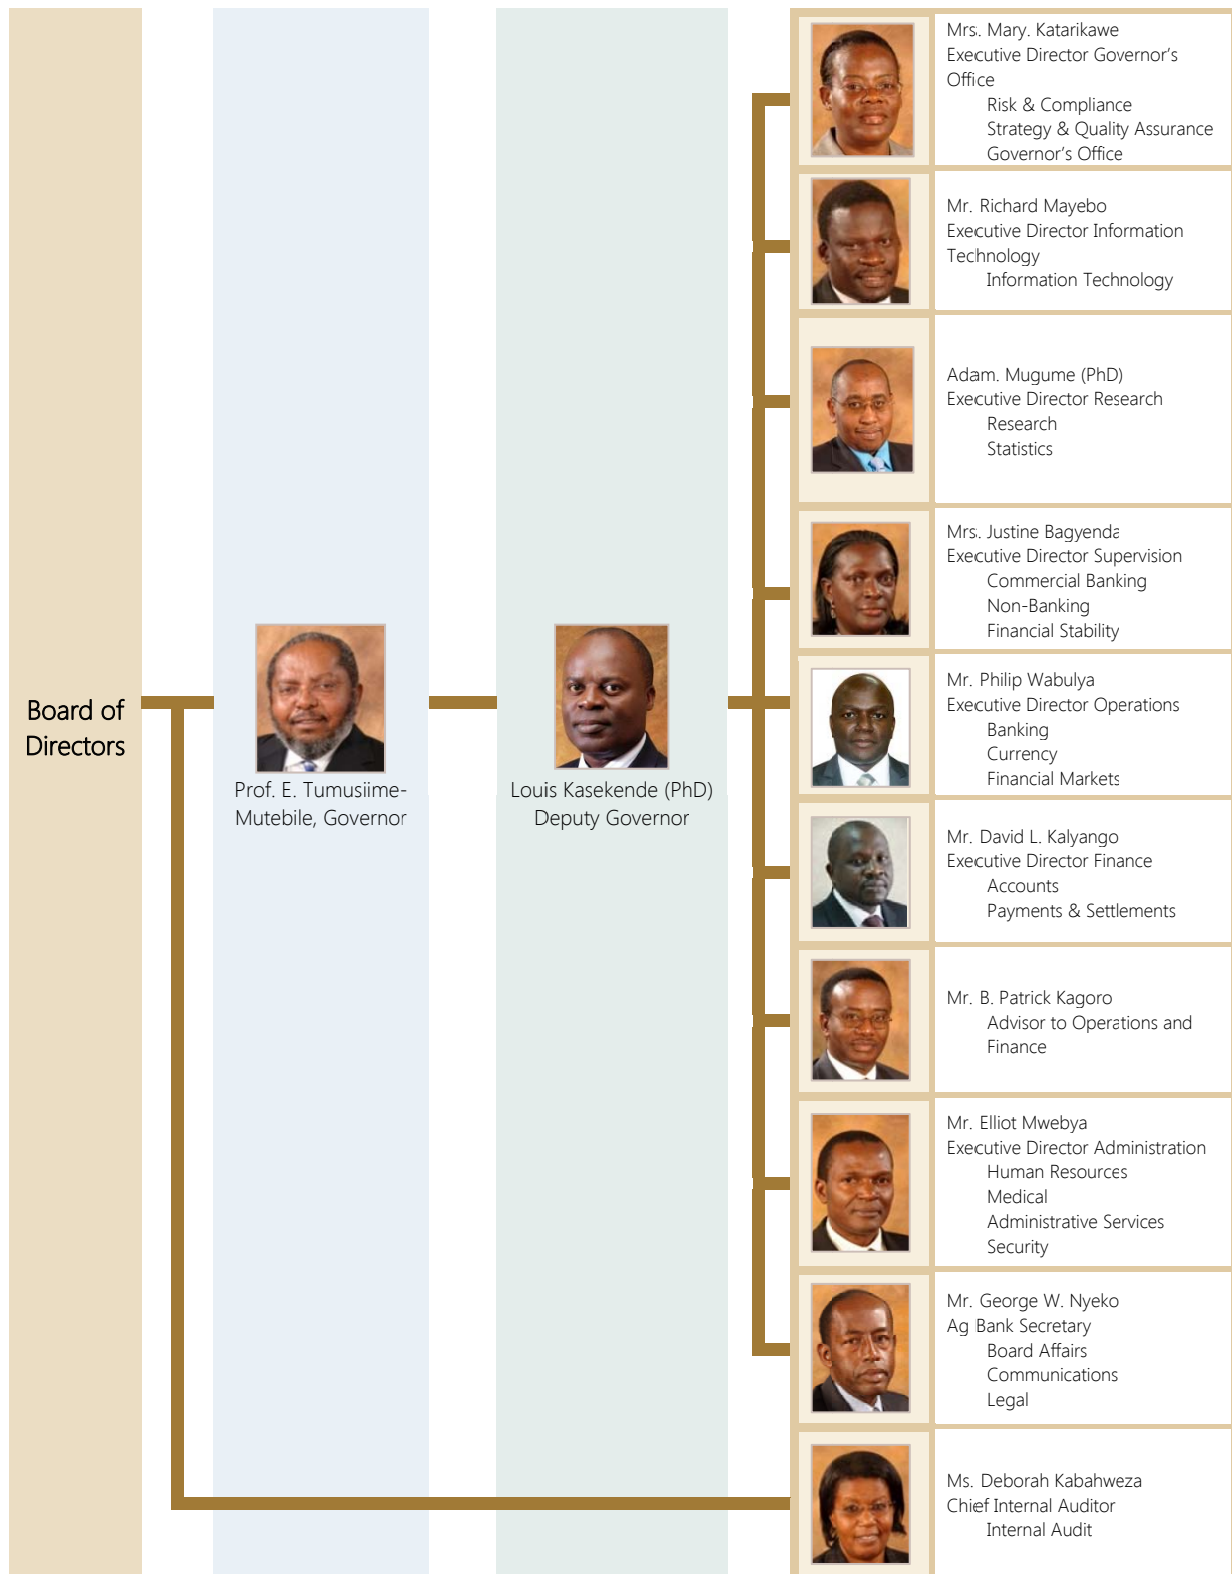 Board of
Directors
Prof. E. Tumusiime-
Mutebile, Governor
Louis Kasekende (PhD)
Deputy Governor
Mrs. Mary. Katarikawe
Executive Director Governor's
Office
Risk & Compliance
Strategy & Quality Assurance
Governor's Office
Mr. Richard Mayebo
Executive Director Information
Technology
Information Technology
Adam. Mugume (PhD)
Executive Director Research
Research
Statistics
Mrs. Justine Bagyenda
Executive Director Supervision
Commercial Banking
Non-Banking
Financial Stability
Mr. Philip Wabulya
Executive Director Operations
Banking
Currency
Financial Markets
Mr. David L. Kalyango
Executive Director Finance
Accounts
Payments & Settlements
Mr. B. Patrick Kagoro
Advisor to Operations and
Finance
Mr. Elliot Mwebya
Executive Director Administration
Human Resources
Medical
Administrative Services
Security
Mr. George W. Nyeko
Ag Bank Secretary
Board Affairs
Communications
Legal
Ms. Deborah Kabahweza
Chief Internal Auditor
Internal Audit